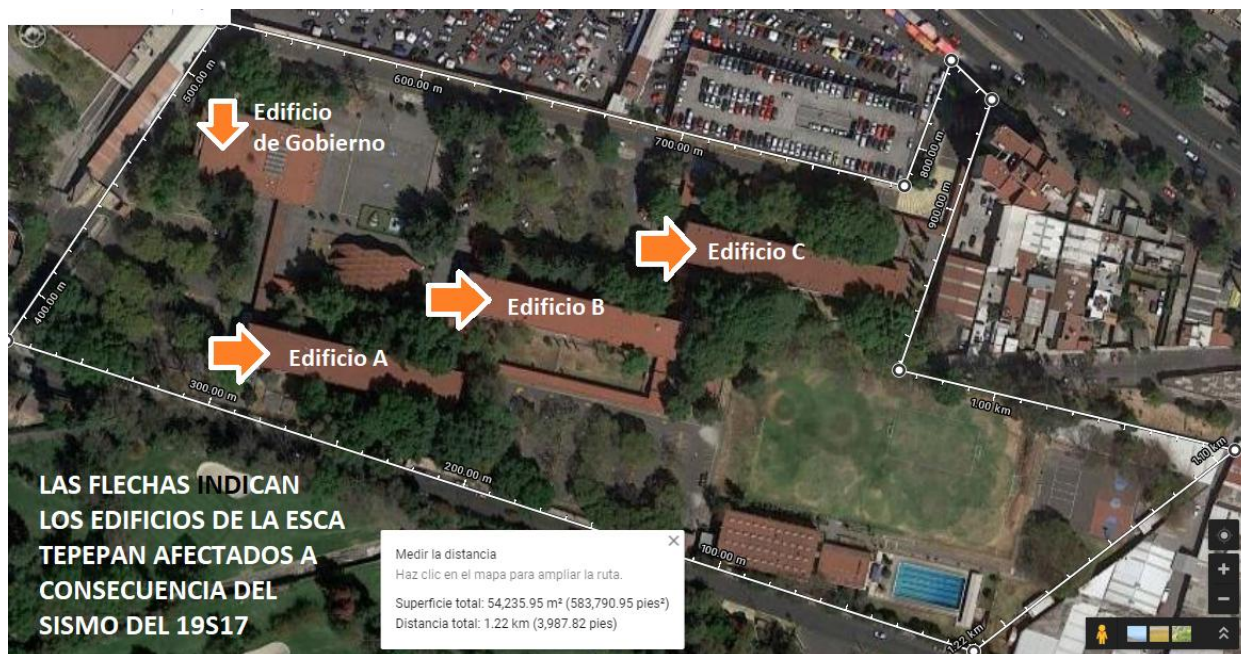 500.00 m
600.00 m
Edificio
de Gobierno
700.00 m
800.00 m
900.00 m
Edificio C
Edificio B
400.00 m
Edificio A
300.00 m
1.00 km
1.10 km
200.00 m
LAS FLECHAS INDICAN
LOS EDIFICIOS DE LA ESCA
TEPEPAN AFECTADOS A
CONSECUENCIA DEL
SISMO DEL 19S17
100.00 m
1.22 km
Medir la distancia
Haz clic en el mapa para ampliar la ruta.
Superficie total: 54,235.95 m² (583,790.95 pies²)
Distancia total: 1.22 km (3,987.82 pies)